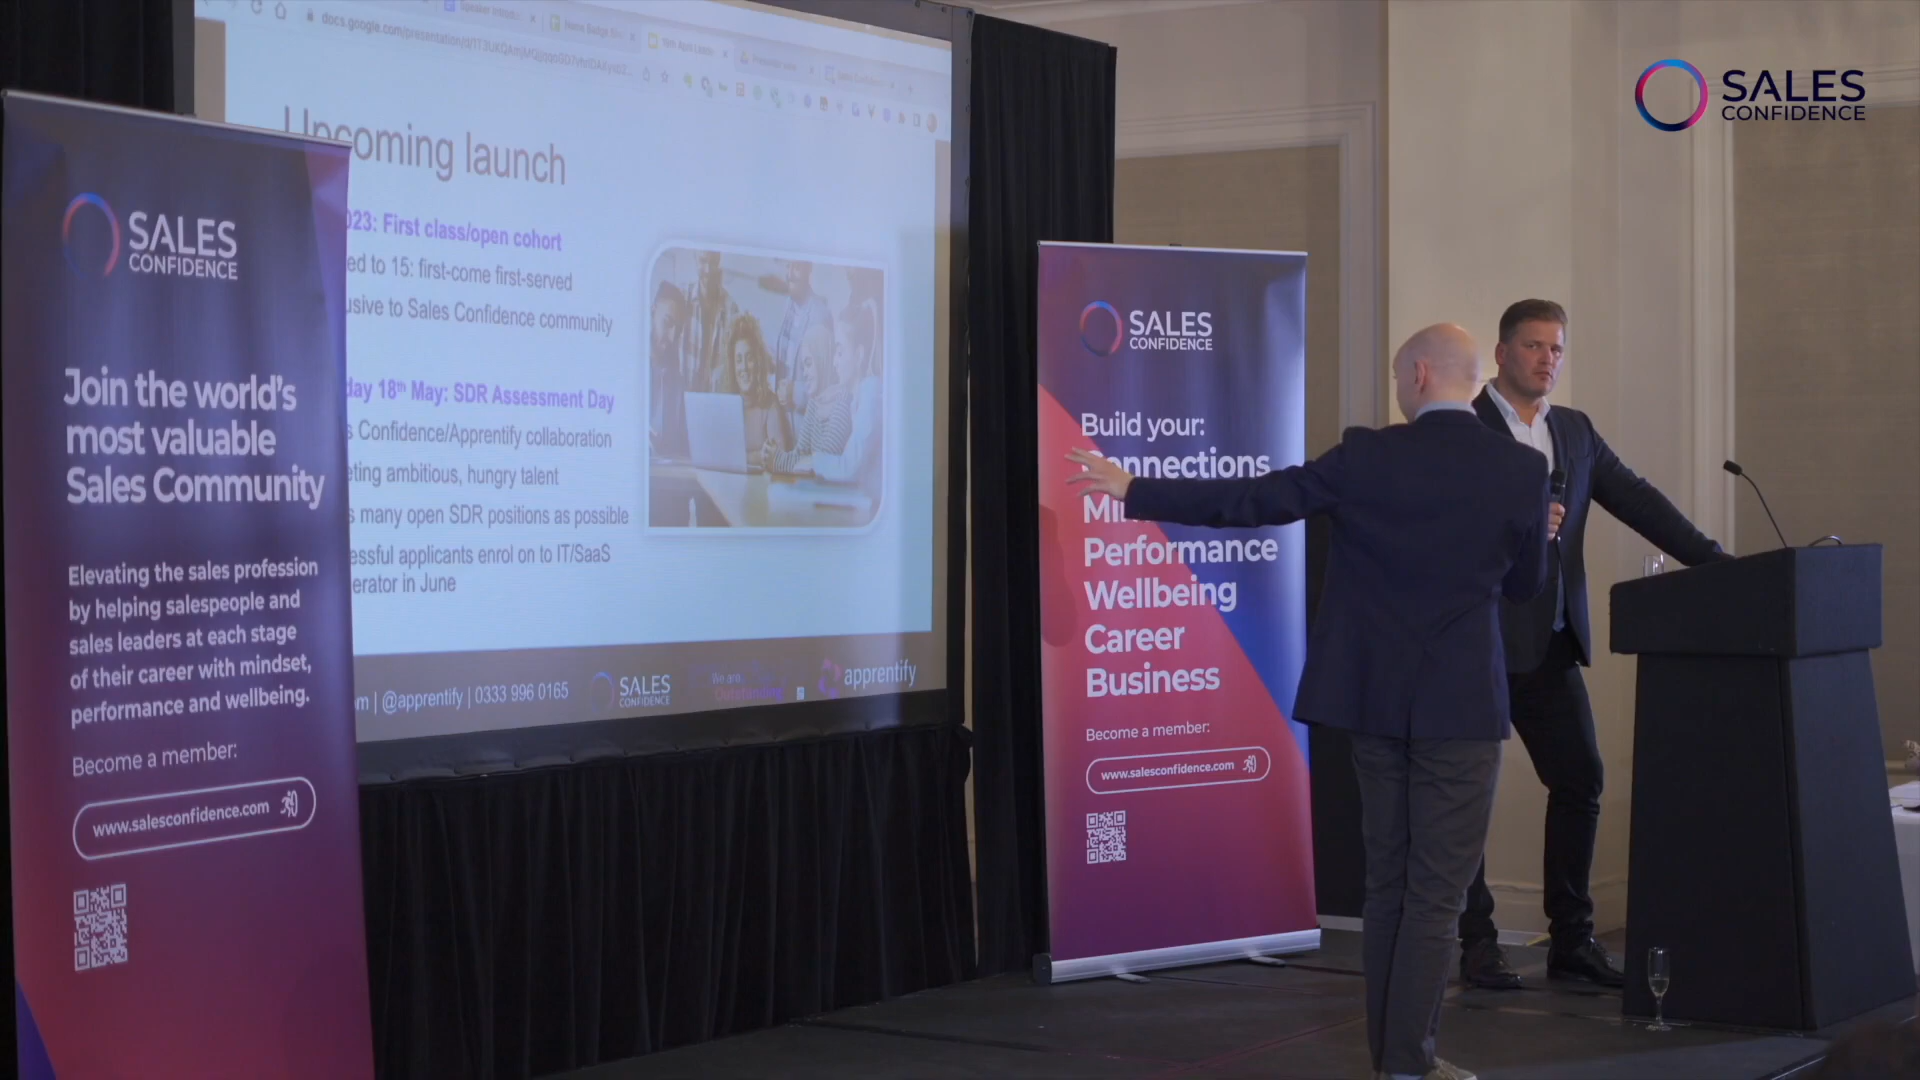 SALES
CONFIDENCE
Join the world's
most valuable
Sales Community
Elevating the sales profession
by helping salespeople and
sales leaders at each stage
of their career with mindset,
performance and wellbeing.
Become a member:
www.salesconfidence.com
Upcoming launch
023: First class/open cohort
ed to 15: first-come first-served
usive to Sales Confidence community
day 18th May: SDR Assessment Day
s Confidence/Apprentify collaboration
eting ambitious, hungry talent
s many open SDR positions as possible
essful applicants enrol on to IT/SaaS
erator in June
m | @apprentify | 0333 996 0165
SALES
CONFIDENCE
We are
Outstanding
apprentify
SALES
CONFIDENCE
Build your:
Connections
Mi
Performance
Wellbeing
Career
Business
Become a member:
www.salesconfidence.com
SALES
CONFIDENCE